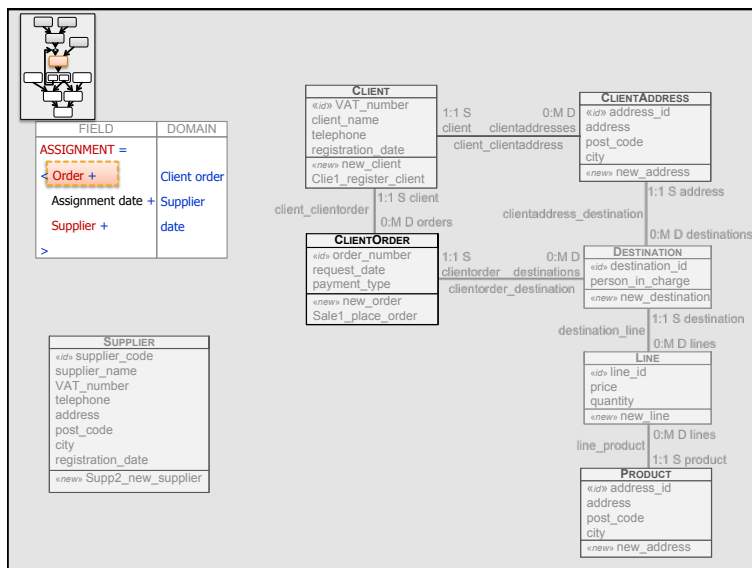 FIELD DOMAIN
ASSIGNMENT =
< Order + Client order
Assignment date + Supplier
Supplier + date
>
SUPPLIER
«id» supplier_code
supplier_name
VAT_number
telephone
address
post_code
city
registration_date
«new» Supp2_new_supplier
CLIENT
«id» VAT_number
client_name
telephone
registration_date
«new» new_client
Clie1_register_client
1:1 S 0:M D
client clientaddresses
client_clientaddress
CLIENTADDRESS
«id» address_id
address
post_code
city
«new» new_address
1:1 S client
client_clientorder
0:M D orders
1:1 S address
clientaddress_destination
0:M D destinations
CLIENTORDER
«id» order_number
request_date
payment_type
«new» new_order
Sale1_place_order
1:1 S 0:M D
clientorder destinations
clientorder_destination
DESTINATION
«id» destination_id
person_in_charge
«new» new_destination
1:1 S destination
destination_line
0:M D lines
LINE
«id» line_id
price
quantity
«new» new_line
0:M D lines
line_product
1:1 S product
PRODUCT
«id» address_id
address
post_code
city
«new» new_address